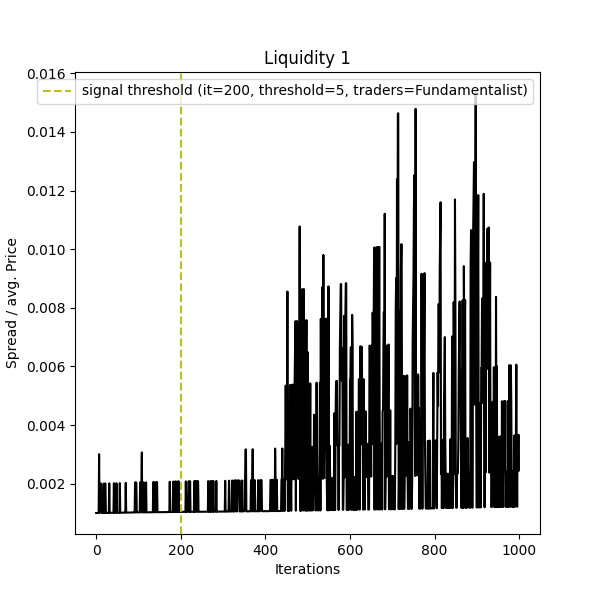 Liquidity 1
signal threshold (it=200, threshold=5, traders=Fundamentalist)
Spread / avg. Price
0.016
0.014
0.012
0.010
0.008
0.006
0.004
0.002
0 200 400 600 800 1000
Iterations